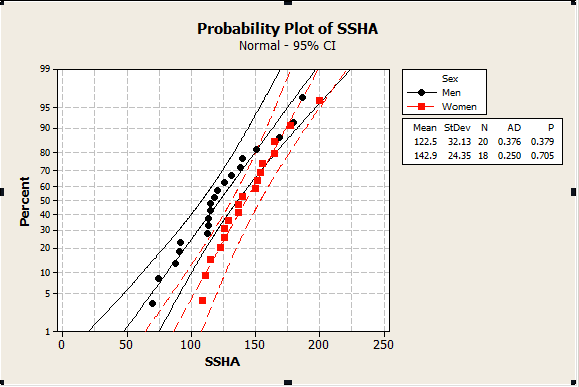 Probability Plot of SSHA
Normal - 95% CI
99
95
90
80
70
60
50
40
30
20
10
5
1
Percent
0 50 100 150 200 250
SSHA
Sex
Men
Women
Mean StDev N AD P
122.5 32.13 20 0.376 0.379
142.9 24.35 18 0.250 0.705